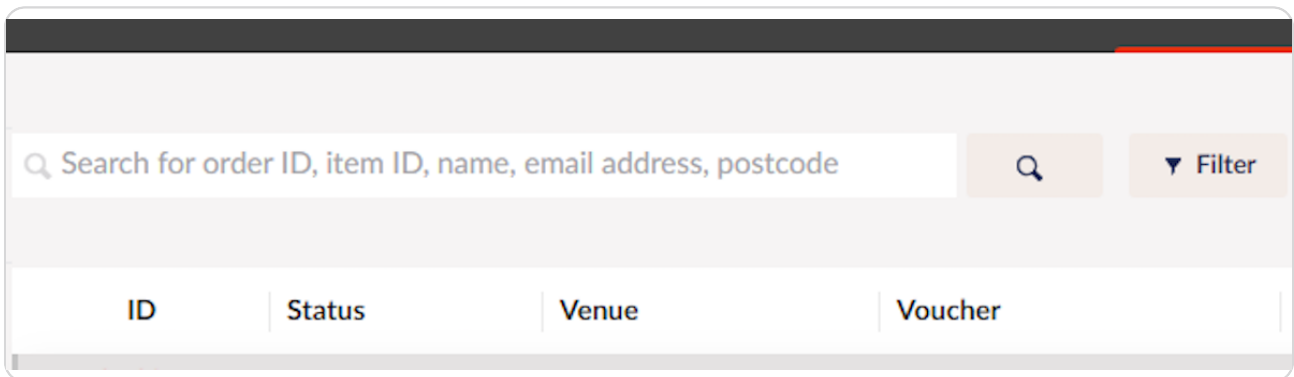 Search for order ID, item ID, name, email address, postcode
Filter
ID Status Venue Voucher